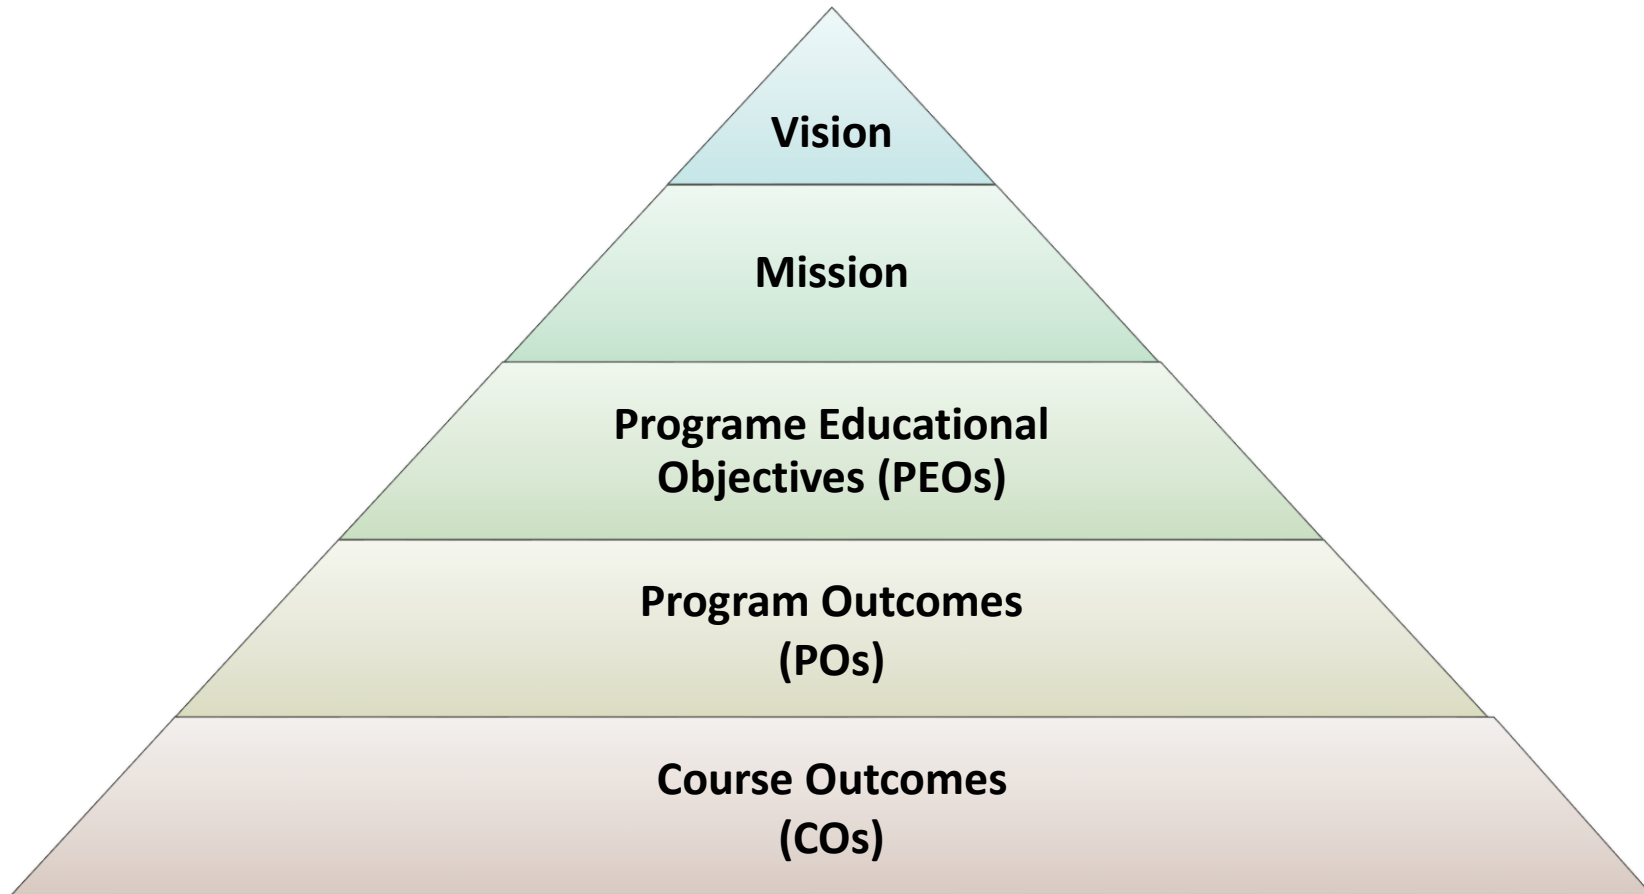 Vision
Mission
Programe Educational
Objectives (PEOs)
Program Outcomes
(POs)
Course Outcomes
(COs)